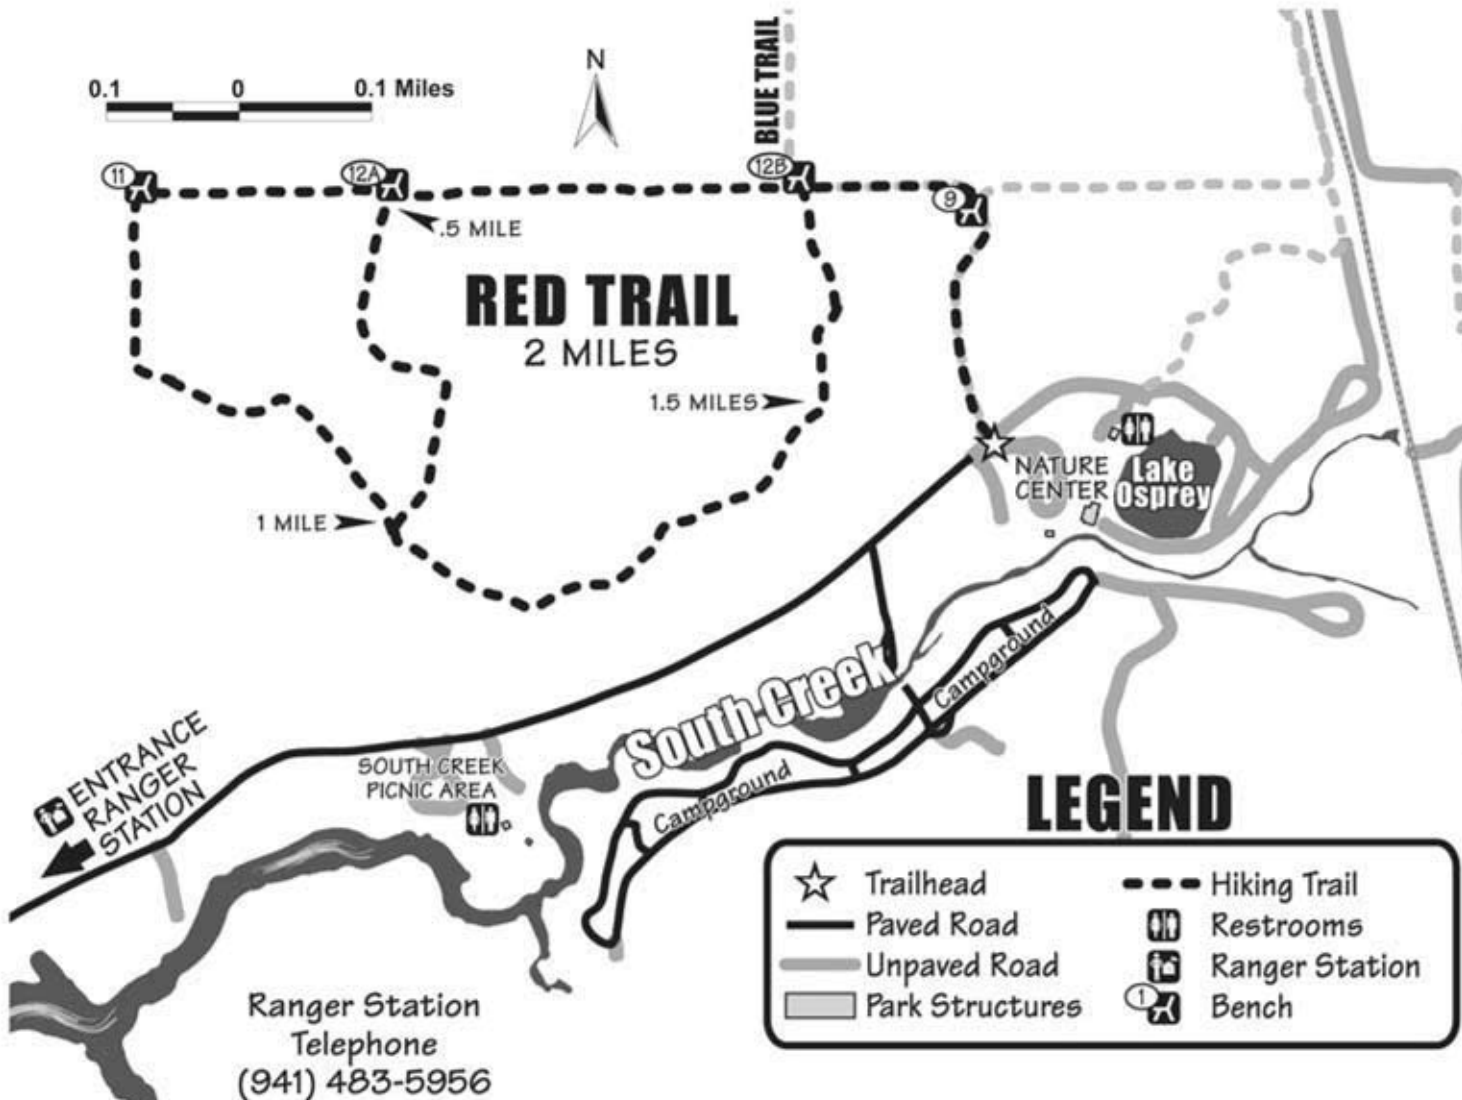 BLUE TRAIL
N
0.1 0 0.1 Miles
11
12A
12B
9
.5 MILE
RED TRAIL
2 MILES
1.5 MILES
1 MILE
NATURE
CENTER
Lake
Osprey
Campground
South Creek
Campground
ENTRANCE
RANGER
STATION
SOUTH CREEK
PICNIC AREA
LEGEND
Trailhead
Paved Road
Unpaved Road
Park Structures
Hiking Trail
Restrooms
Ranger Station
1
Bench
Ranger Station
Telephone
(941) 483-5956